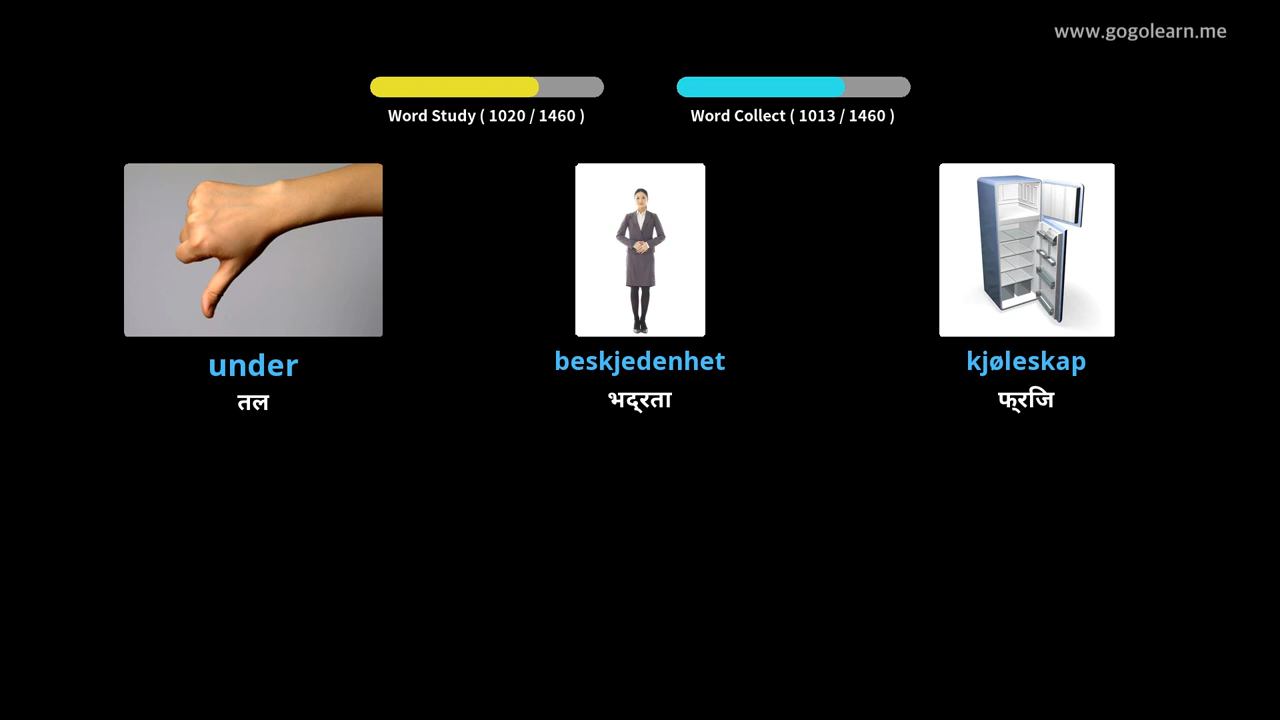 www.gogolearn.me
Word Study ( 1020 / 1460 )
Word Collect ( 1013 / 1460 )
under
beskjedenhet
kjøleskap
तल
भद्रता
फ्रिज